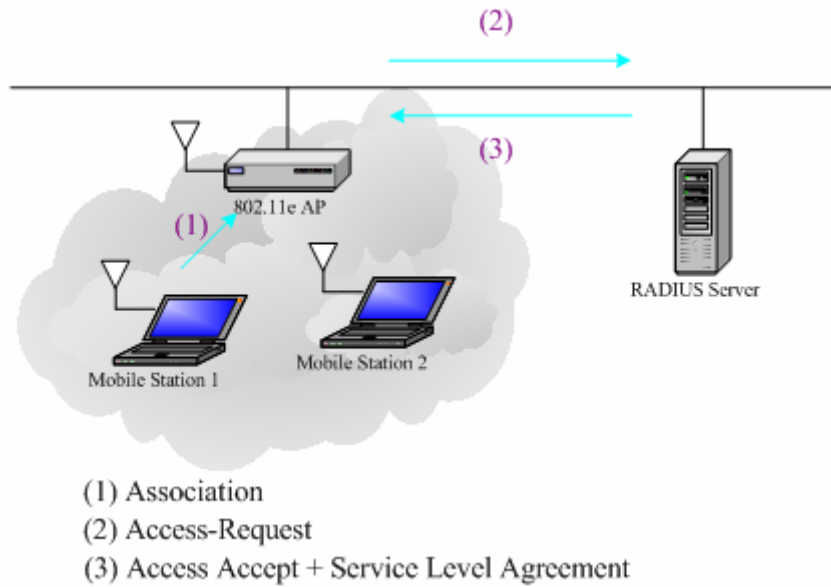 (2)
(3)
802.11e AP
(1)
RADIUS Server
Mobile Station 1
Mobile Station 2
(1) Association
(2) Access-Request
(3) Access Accept + Service Level Agreement